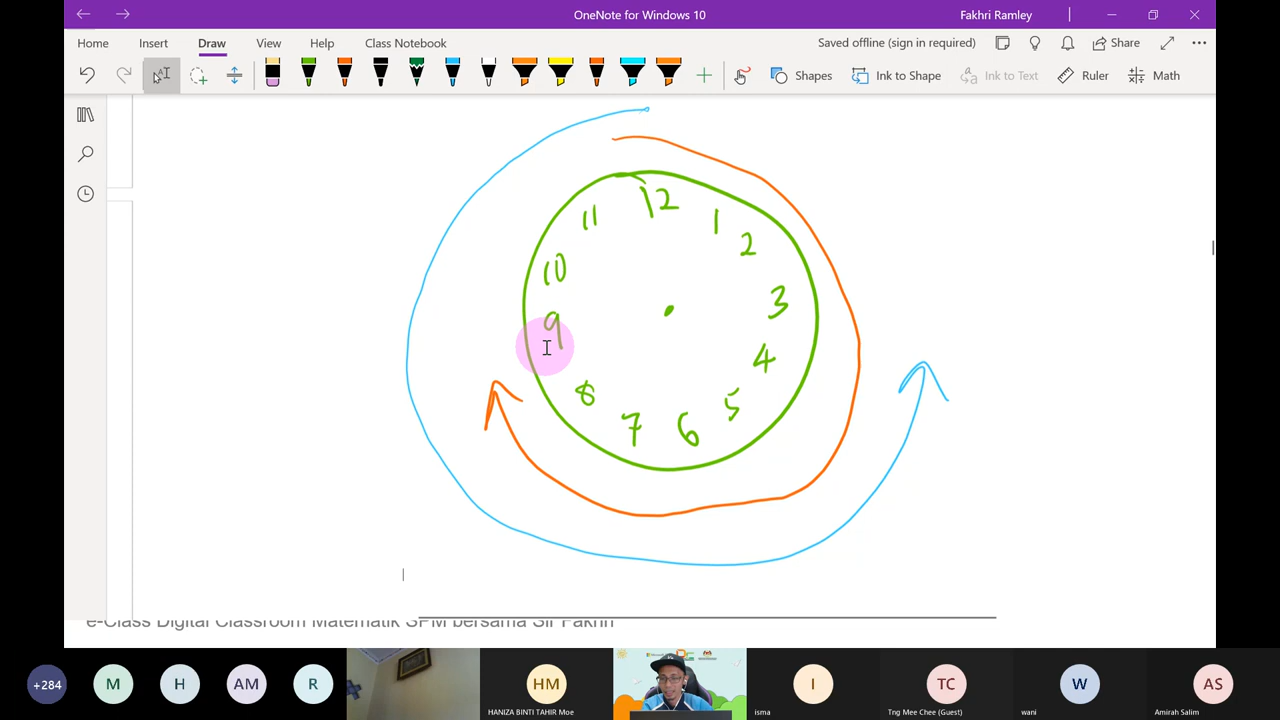 OneNote for Windows 10
Fakhri Ramley
Home Insert Draw View Help Class Notebook
Saved offline (sign in required)
Share
Shapes
Ink to Shape
Ink to Text
Ruler
Math
12
11
1
2
10
3
9
4
8
5
7
6
e-Class Digital Classroom Matematik SPM bersama Sir Fakhri
+284
M
H
AM
R
HM
I
TC
W
AS
HANIZA BINTI TAHIR Moe
isma
Tng Mee Chee (Guest)
wani
Amirah Salim